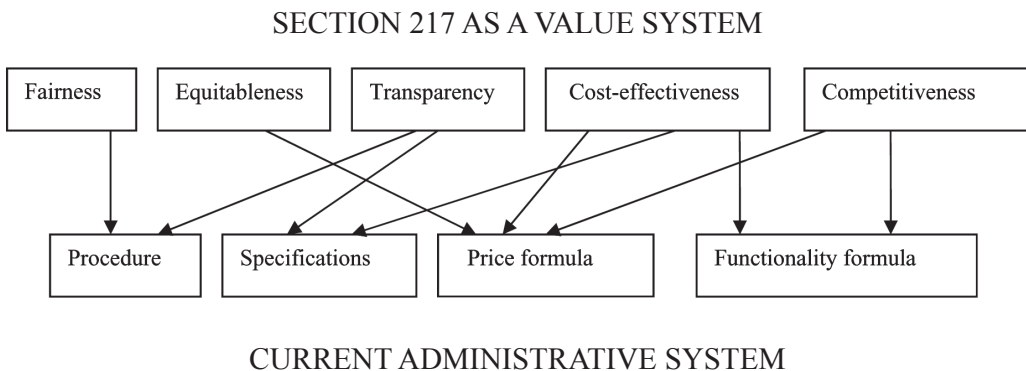 SECTION 217 AS A VALUE SYSTEM
Fairness
Equitableness
Transparency
Cost-effectiveness
Competitiveness
Procedure
Specifications
Price formula
Functionality formula
CURRENT ADMINISTRATIVE SYSTEM